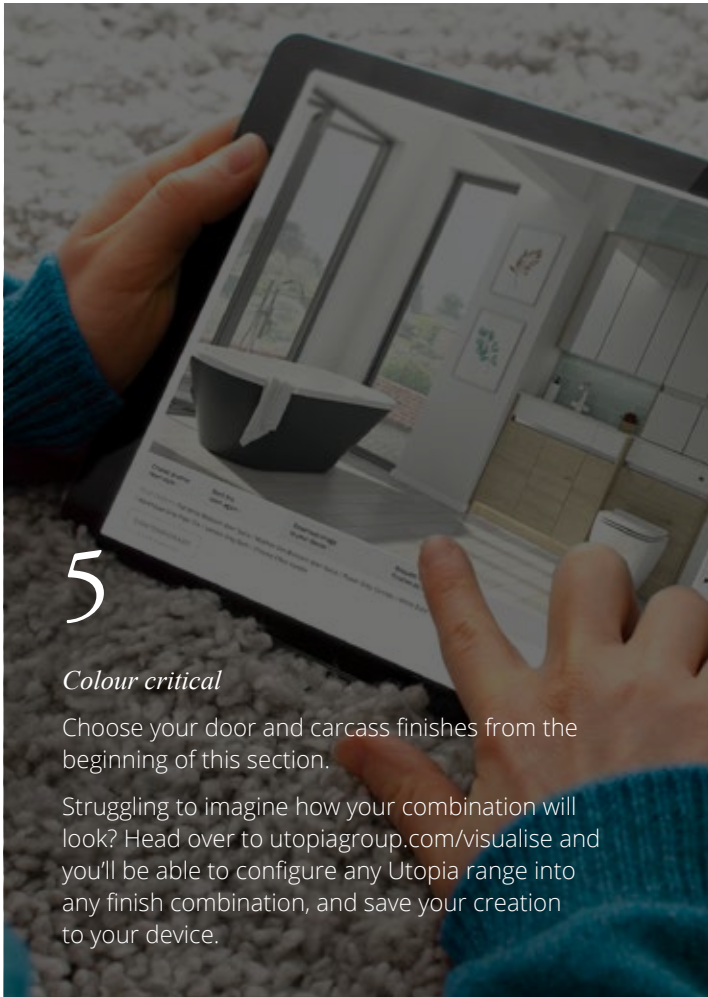 5
Colour critical
Choose your door and carcass finishes from the
beginning of this section.
Struggling to imagine how your combination will
look? Head over to utopiagroup.com/visualise and
you'll be able to configure any Utopia range into
any finish combination, and save your creation
to your device.